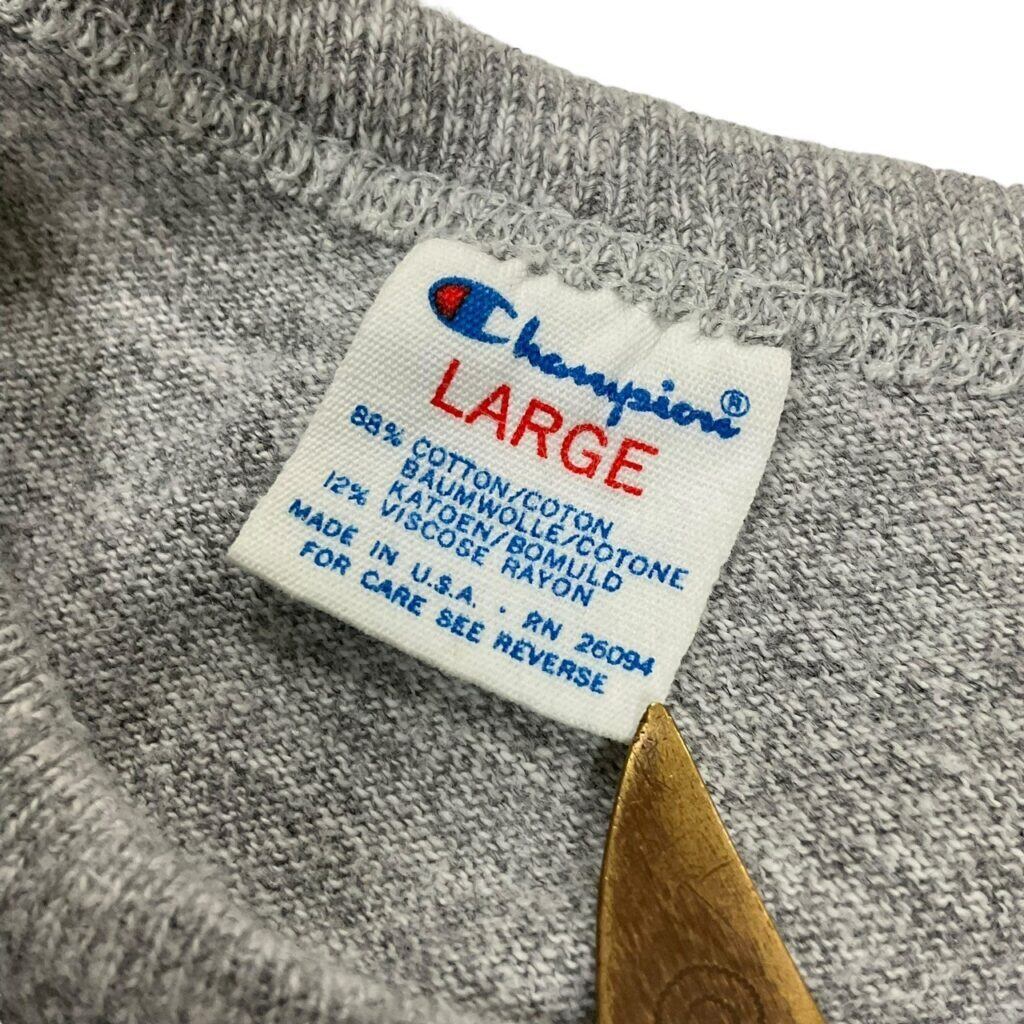 Champion®
LARGE
88% COTTON/COTON
BAUMWOLLE/COTONE
KATOEN/BOMULD
12% VISCOSE RAYON
MADE IN U.S.A. . RN 26094
FOR CARE SEE REVERSE